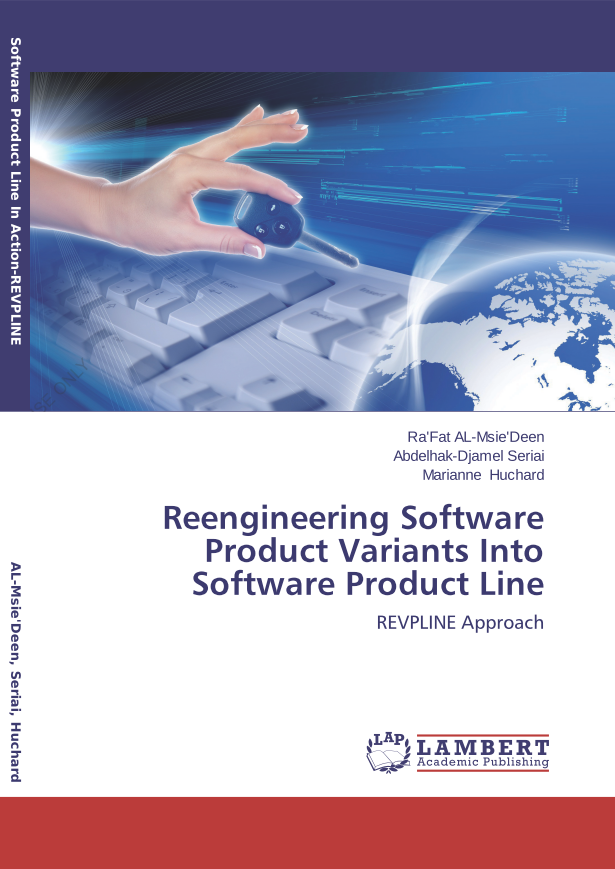 Software Product Line In Action-REVPLINE
Ra'Fat AL-Msie'Deen
Abdelhak-Djamel Seriai
Marianne Huchard
Reengineering Software
Product Variants Into
Software Product Line
REVPLINE Approach
AL-Msie'Deen, Seriai, Huchard
LAP
LAMBERT
Academic Publishing